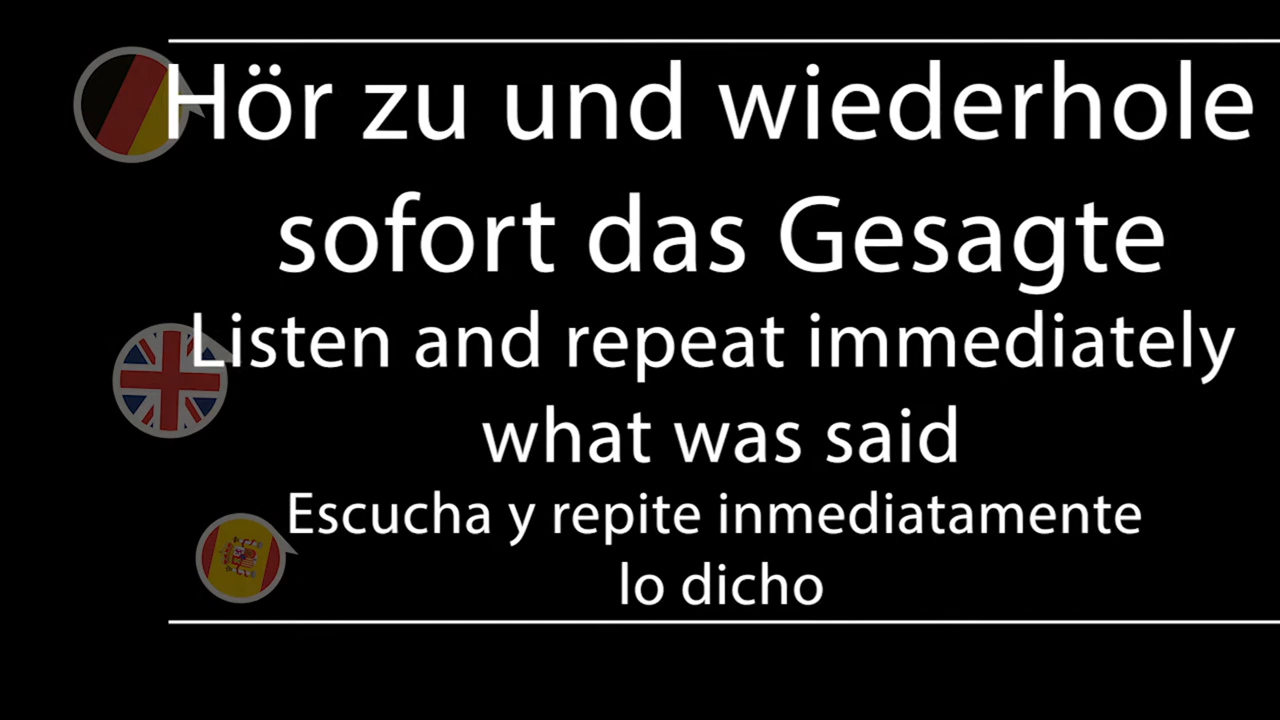 Hör zu und wiederhole
sofort das Gesagte
Listen and repeat immediately
what was said
Escucha y repite inmediatamente
lo dicho